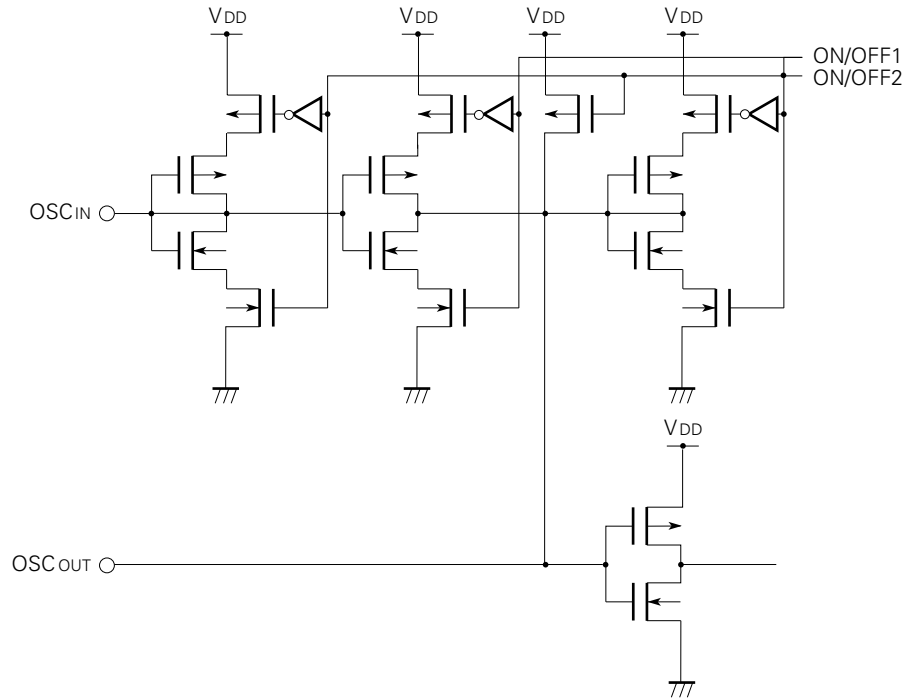 VDD VDD VDD VDD
ON/OFF1
ON/OFF2
OSCIN
VDD
OSCOUT